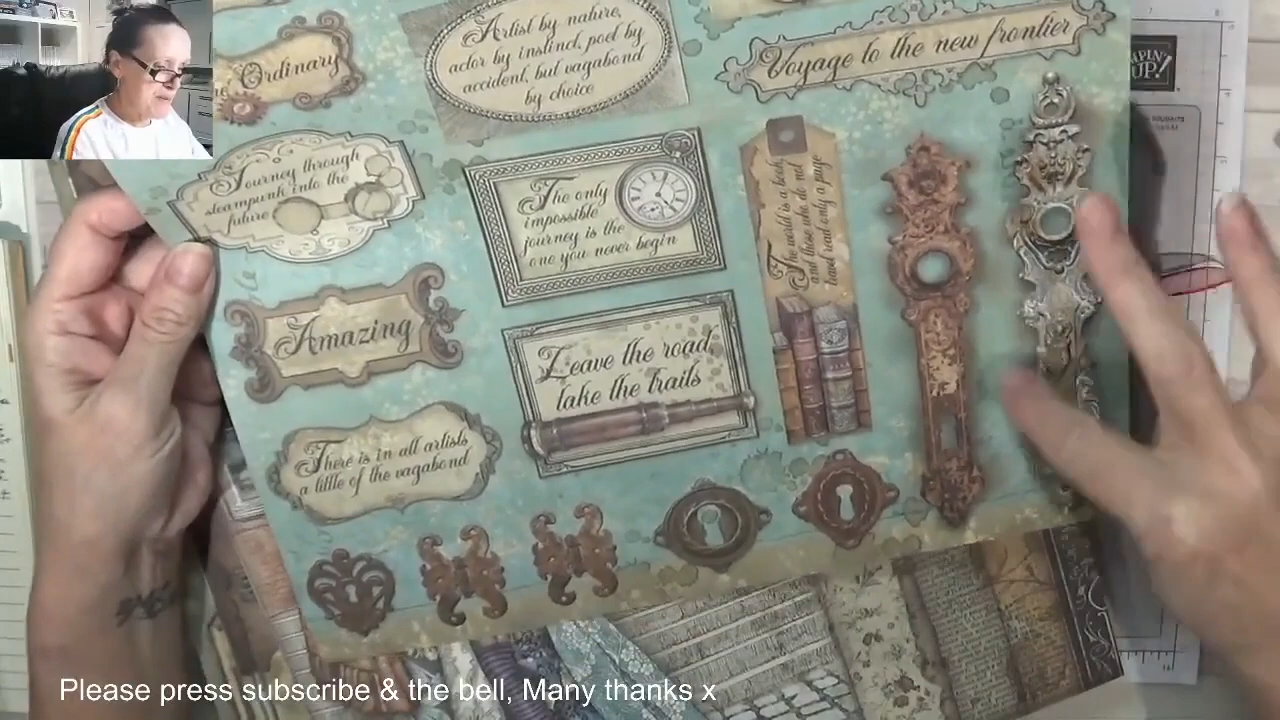 Ordinary
Artist by nature,
actor by instinct, poet by
accident, but vagabond
by choice
Voyage to the new frontier
STAMPIN'
UP!
Journey through
steampunk into the
future
The only
impossible
journey is the
one you never begin
The world is a book
and those who do not
travel read only a page
Amazing
Leave the road
take the trails
There is in all artists
a little of the vagabond
Please press subscribe & the bell, Many thanks x